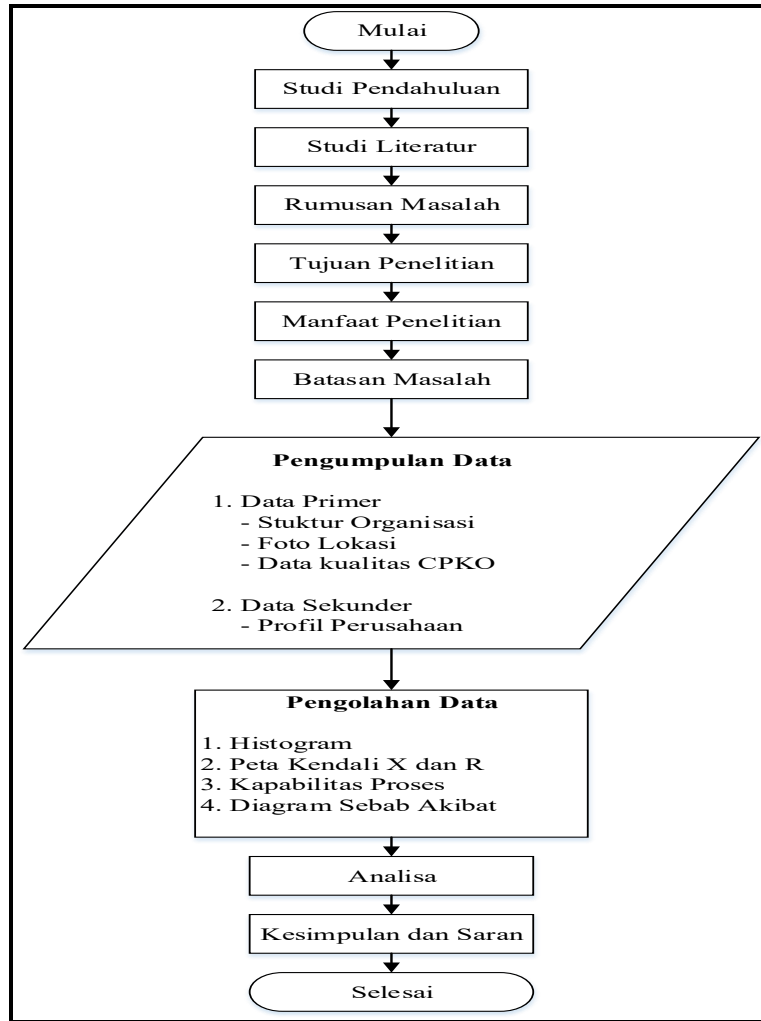 Mulai
Studi Pendahuluan
Studi Literatur
Rumusan Masalah
Tujuan Penelitian
Manfaat Penelitian
Batasan Masalah
Pengumpulan Data
1. Data Primer
- Stuktur Organisasi
- Foto Lokasi
- Data kualitas CPKO
2. Data Sekunder
- Profil Perusahaan
Pengolahan Data
1. Histogram
2. Peta Kendali X dan R
3. Kapabilitas Proses
4. Diagram Sebab Akibat
Analisa
Kesimpulan dan Saran
Selesai